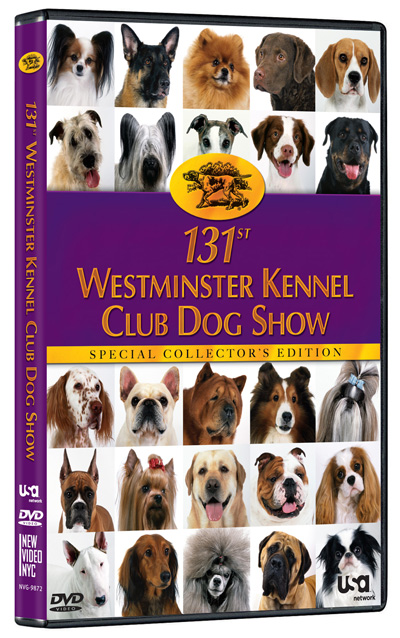 131ST WESTMINSTER KENNEL CLUB DOG SHOW
usa
network
DVD
VIDEO
NEW
VIDEO
NYC
NVG-9872
131ST
WESTMINSTER KENNEL
CLUB DOG SHOW
SPECIAL COLLECTOR'S EDITION
DVD
VIDEO
usa
network